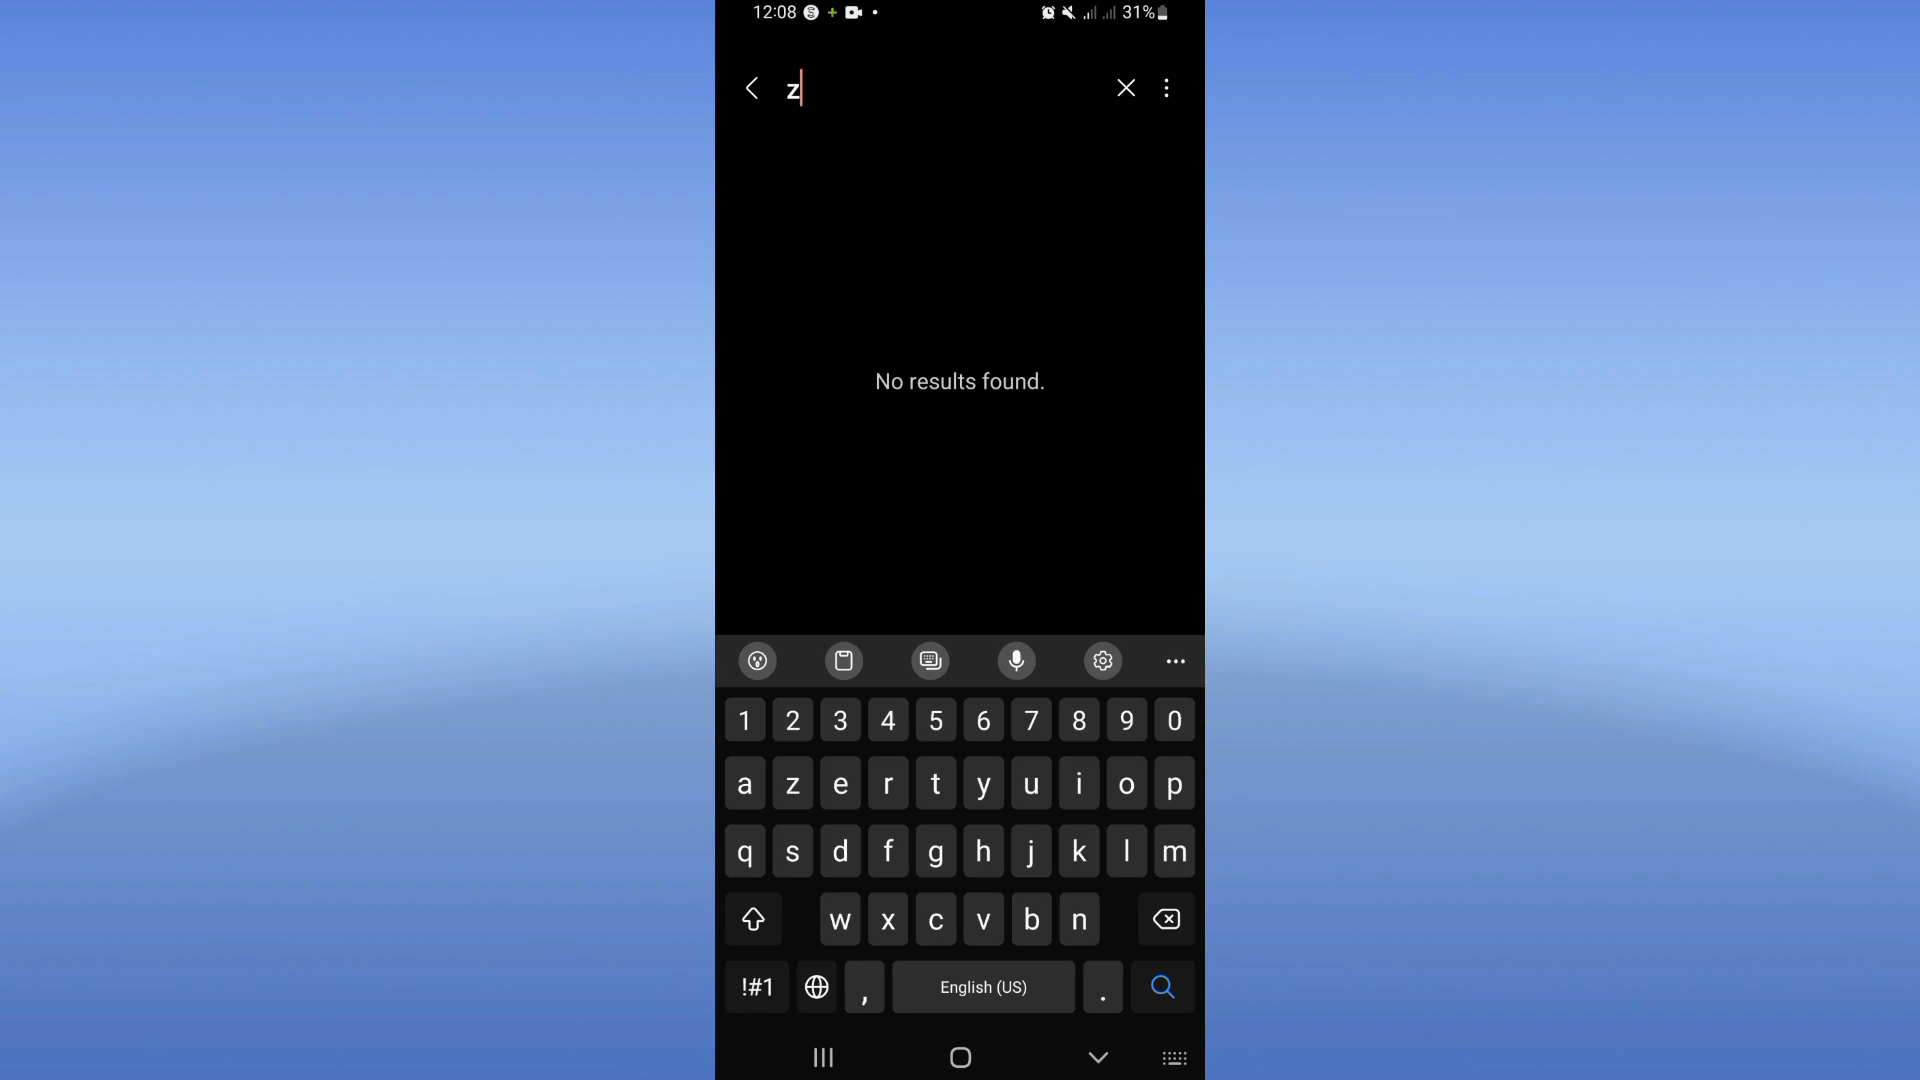 12:08 31%
z
No results found.
1 2 3 4 5 6 7 8 9 0
a z e r t y u i o p
q s d f g h j k l m
w x c v b n
!#1 , English (US) .